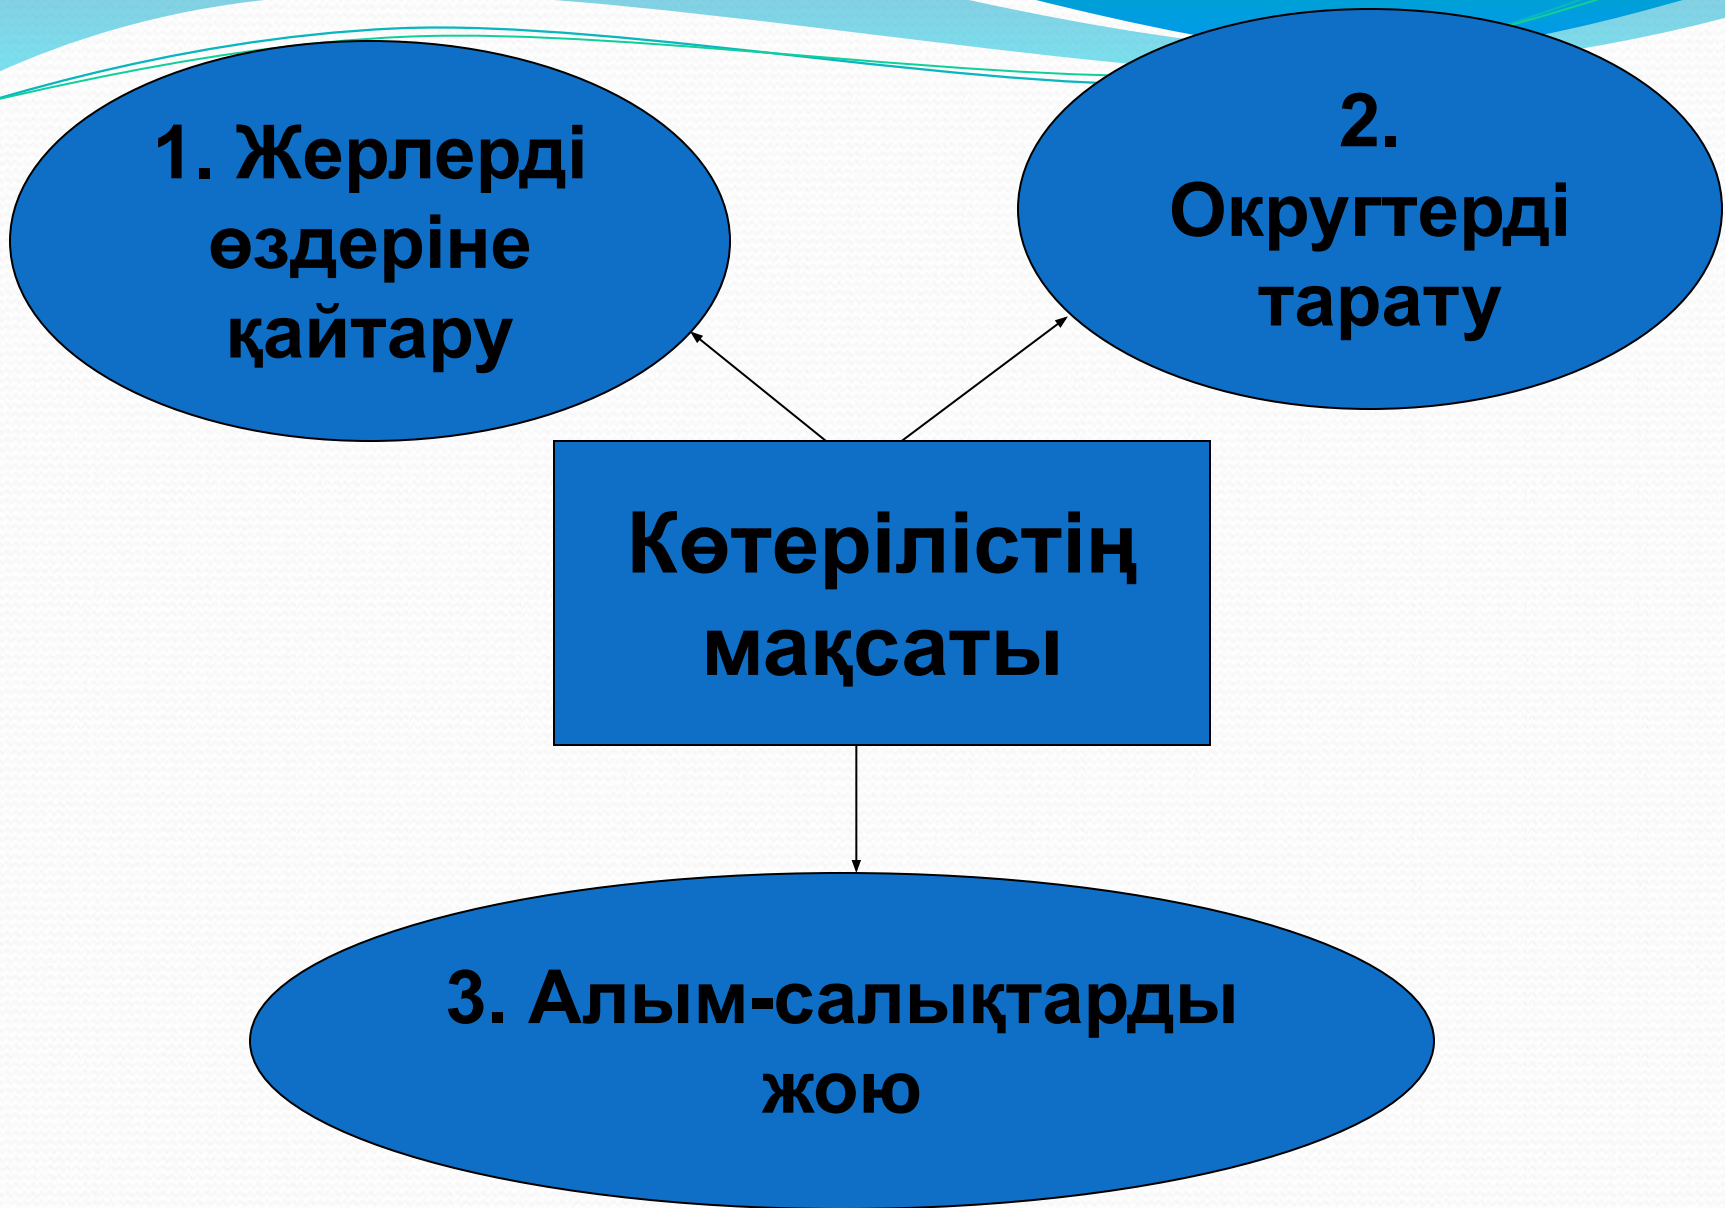 1. Жерлерді
өздеріне
қайтару
2.
Округтерді
тарату
Көтерілістің
мақсаты
3. Алым-салықтарды
жою